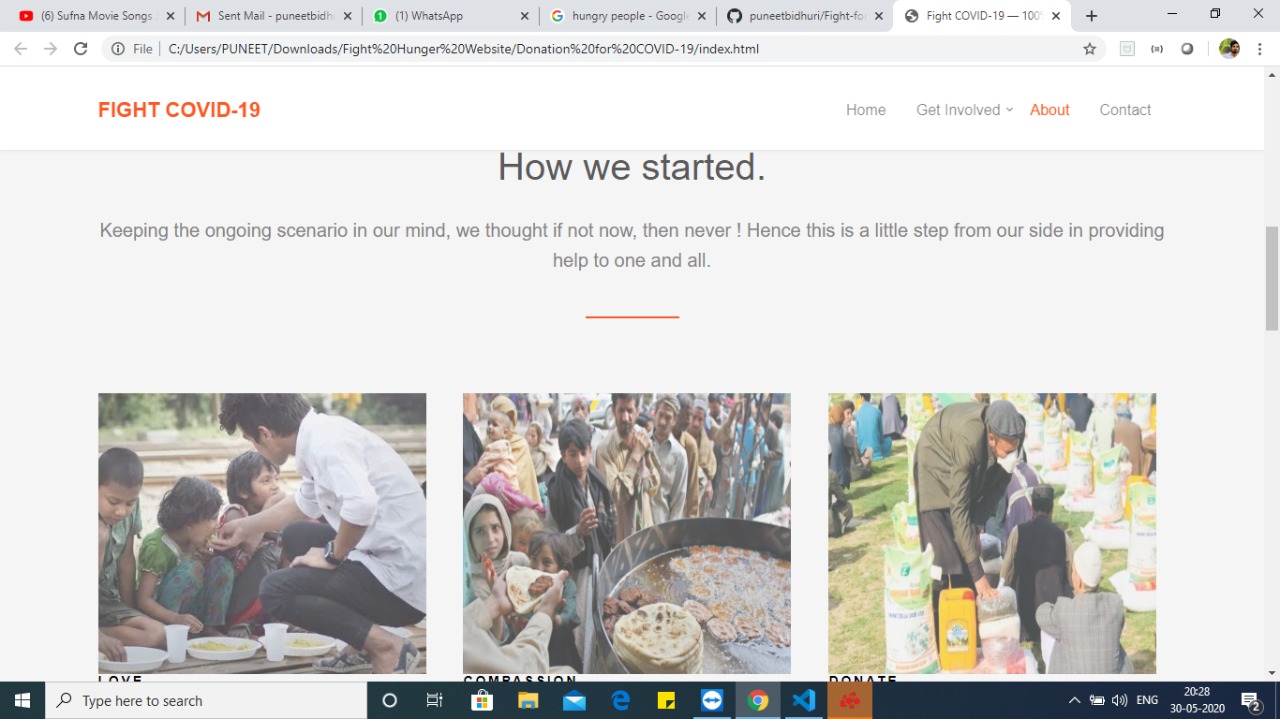 (6) Sufna Movie Songs
Sent Mail - puneetbidh
(1) WhatsApp
hungry people - Google
puneetbidhuri/Fight-fo
Fight COVID-19 — 100
File
C:/Users/PUNEET/Downloads/Fight%20Hunger%20Website/Donation%20for%20COVID-19/index.html
FIGHT COVID-19
Home
Get Involved
About
Contact
How we started.
Keeping the ongoing scenario in our mind, we thought if not now, then never ! Hence this is a little step from our side in providing
help to one and all.
LOVE
COMPASSION
DONATE
Type here to search
ENG
20:28
30-05-2020
2